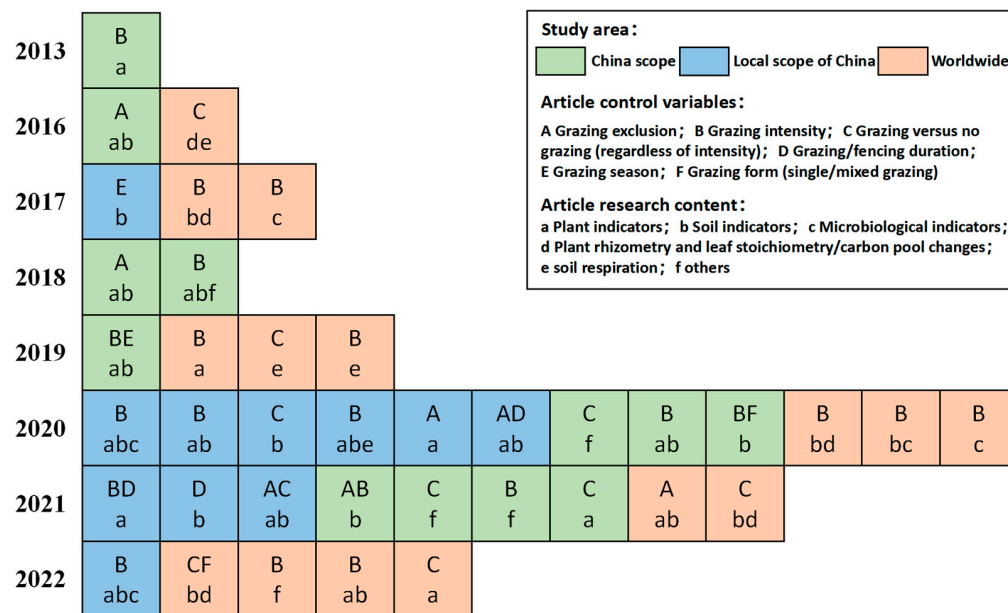 2013
B
a
2016
A C
ab de
2017
E B B
b bd c
2018
A B
ab abf
2019
BE B C B
ab a e e
2020
B B C B A AD C B BF B B B
abc ab b abe a ab f ab b bd bc c
2021
BD D AC AB C B C A C
a b ab b f f a ab bd
2022
B CF B B C
abc bd f ab a
Study area：
China scope Local scope of China Worldwide
Article control variables：
A Grazing exclusion；B Grazing intensity；C Grazing versus no
grazing (regardless of intensity)；D Grazing/fencing duration；
E Grazing season；F Grazing form (single/mixed grazing)
Article research content：
a Plant indicators；b Soil indicators；c Microbiological indicators；
d Plant rhizometry and leaf stoichiometry/carbon pool changes；
e soil respiration；f others